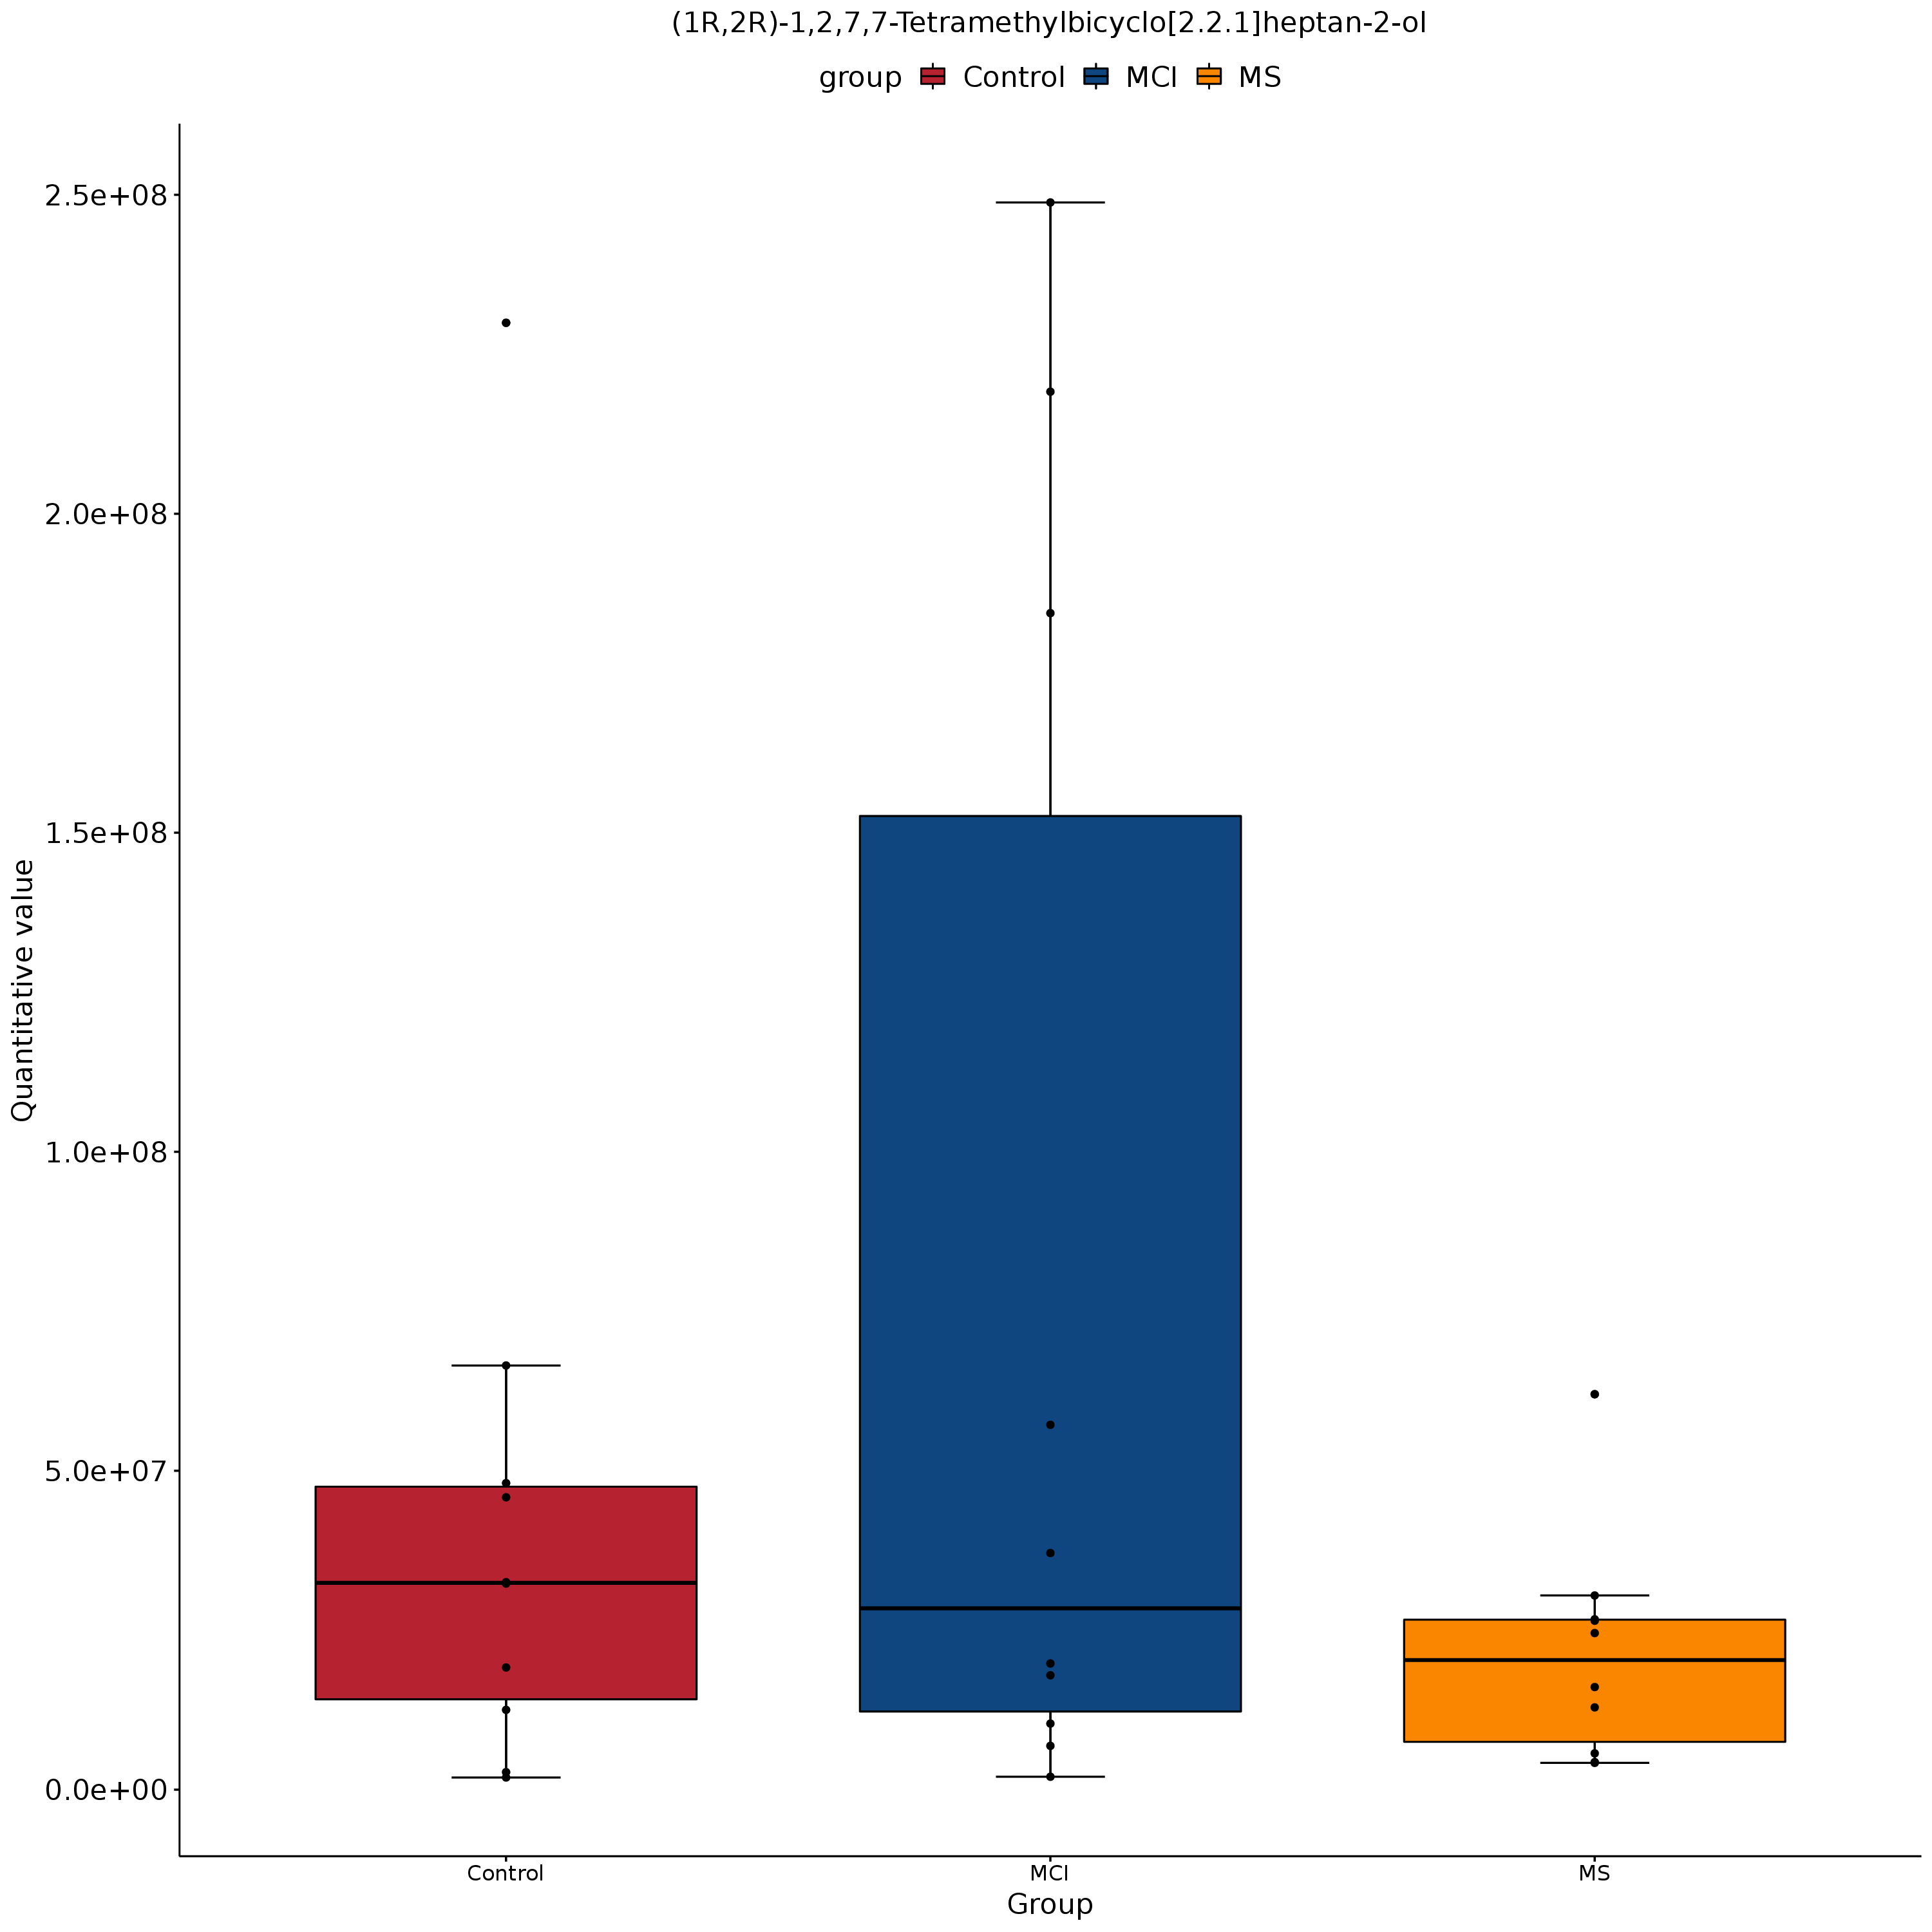 (1R,2R)-1,2,7,7-Tetramethylbicyclo[2.2.1]heptan-2-ol
group Control MCI MS
2.5e+08
2.0e+08
1.5e+08
1.0e+08
5.0e+07
0.0e+00
Quantitative value
Control MCI MS
Group